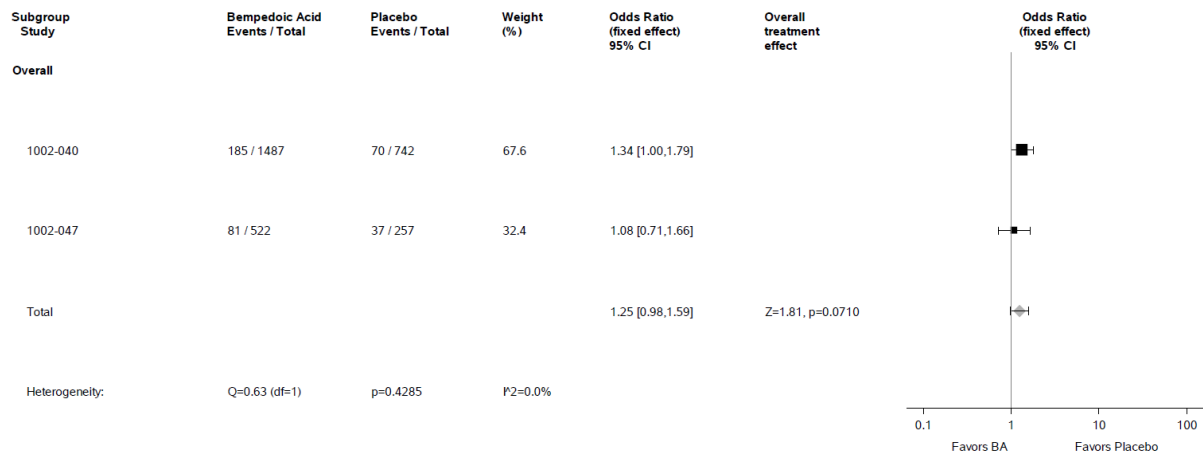 Subgroup Bempedoic Acid Placebo Weight Odds Ratio Overall Odds Ratio
Study Events / Total Events / Total (%) (fixed effect) treatment (fixed effect)
95% CI effect 95% CI
Overall
1002-040 185 / 1487 70 / 742 67.6 1.34 [1.00,1.79]
1002-047 81 / 522 37 / 257 32.4 1.08 [0.71,1.66]
Total 1.25 [0.98,1.59] Z=1.81, p=0.0710
Heterogeneity: Q=0.63 (df=1) p=0.4285 I^2=0.0%
0.1 1 10 100
Favors BA Favors Placebo